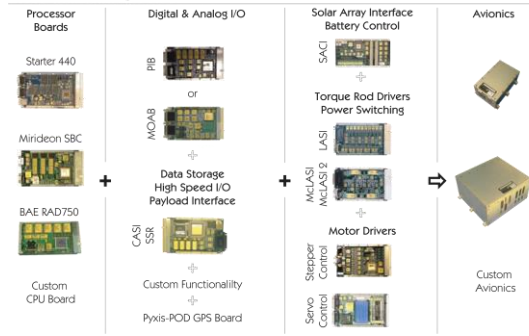 Processor
Boards
Starter 440
Mirideon SBC
BAE RAD750
Custom
CPU Board
Digital & Analog I/O
PIB
or
MOAB
Data Storage
High Speed I/O
Payload Interface
CASI
SSR
Custom Functionality
Pyxis-POD GPS Board
Solar Array Interface
Battery Control
SACI
Torque Rod Drivers
Power Switching
LASI
McLASI
McLASI 2
Motor Drivers
Stepper
Control
Servo
Control
Avionics
Custom
Avionics